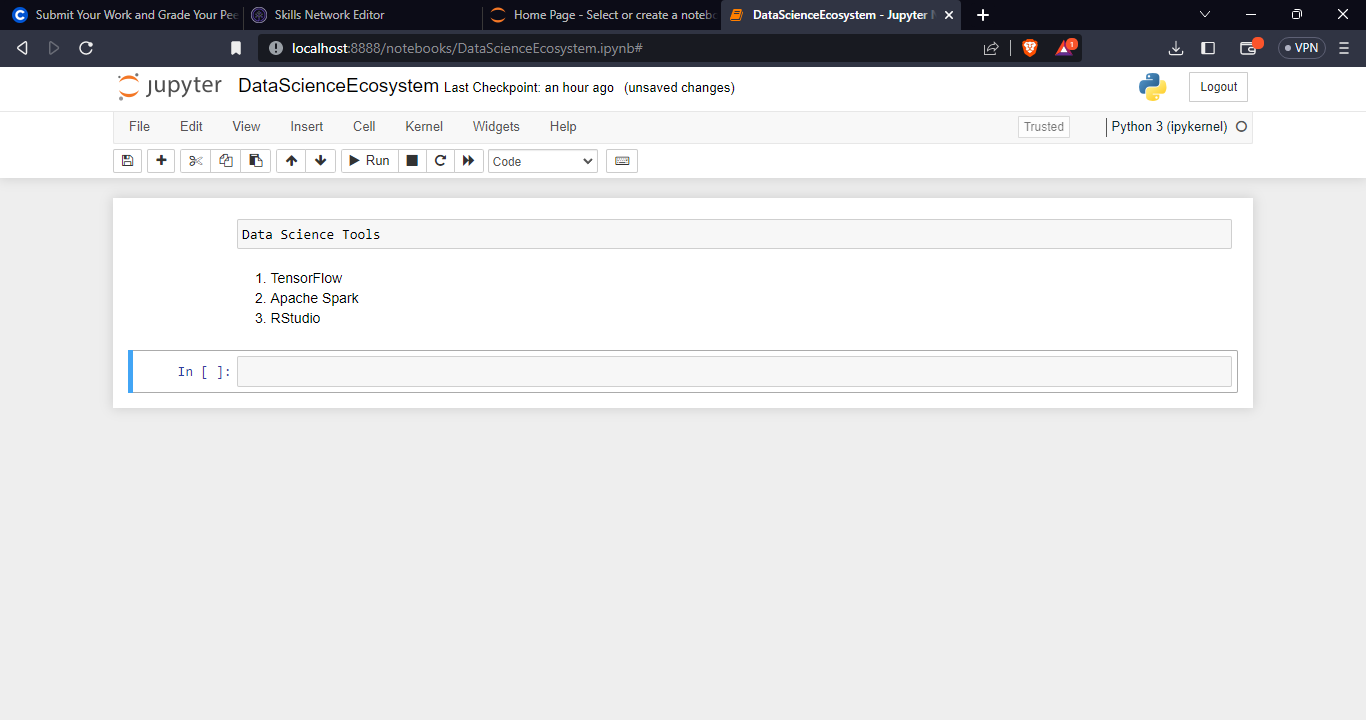 Submit Your Work and Grade Your Pee
Skills Network Editor
Home Page - Select or create a noteb
DataScienceEcosystem - Jupyter
localhost:8888/notebooks/DataScienceEcosystem.ipynb#
1
VPN
jupyter
DataScienceEcosystem
Last Checkpoint: an hour ago (unsaved changes)
Logout
File
Edit
View
Insert
Cell
Kernel
Widgets
Help
Trusted
Python 3 (ipykernel)
Run
Code
Data Science Tools
1. TensorFlow
2. Apache Spark
3. RStudio
In [ ]: